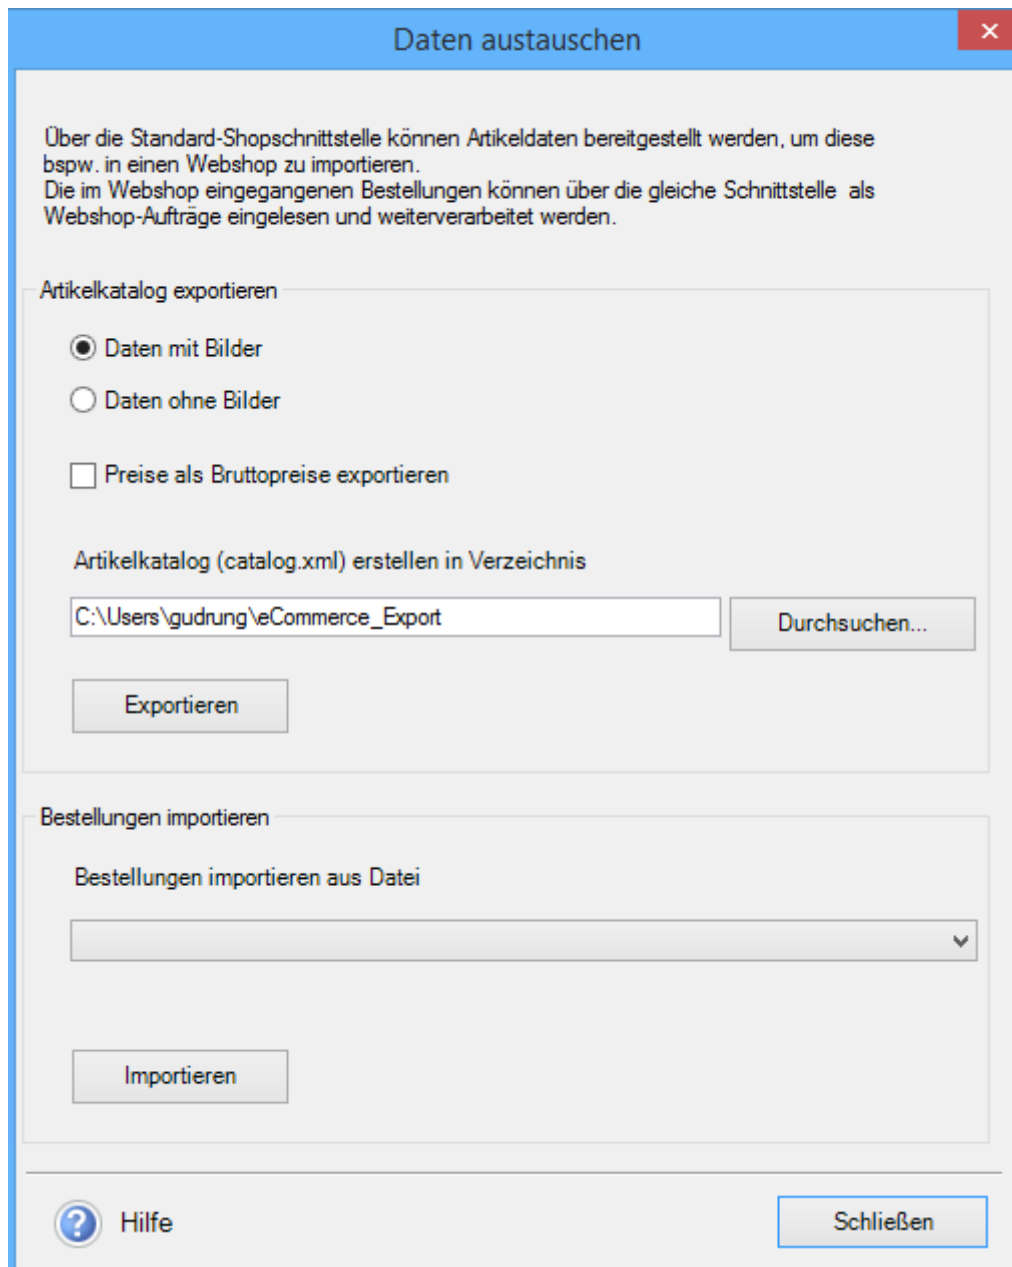 Daten austauschen
Über die Standard-Shopschnittstelle können Artikeldaten bereitgestellt werden, um diese
bspw. in einen Webshop zu importieren.
Die im Webshop eingegangenen Bestellungen können über die gleiche Schnittstelle als
Webshop-Aufträge eingelesen und weiterverarbeitet werden.
Artikelkatalog exportieren
Daten mit Bilder
Daten ohne Bilder
Preise als Bruttopreise exportieren
Artikelkatalog (catalog.xml) erstellen in Verzeichnis
C:\Users\gudrung\eCommerce_Export
Durchsuchen...
Exportieren
Bestellungen importieren
Bestellungen importieren aus Datei
Importieren
Hilfe
Schließen